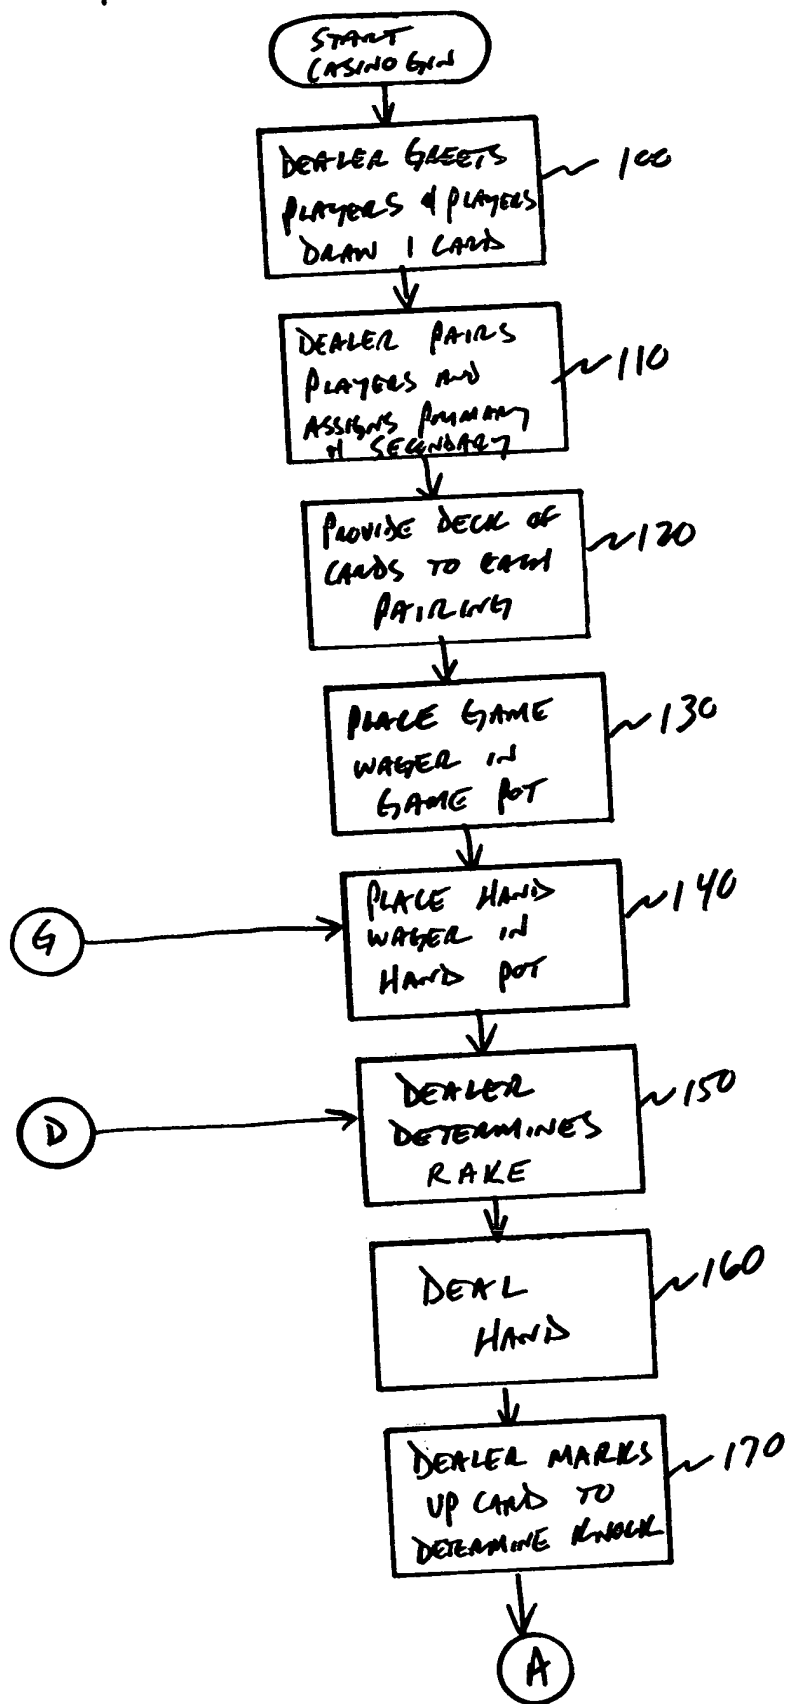 START
CASINO GIN
DEALER GREETS
PLAYERS & PLAYERS
DRAW 1 CARD
100
DEALER PAIRS
PLAYERS AND
ASSIGNS PRIMARY
& SECONDARY
110
PROVIDE DECK OF
CARDS TO EACH
PAIRING
120
PLACE GAME
WAGER IN
GAME POT
130
PLACE HAND
WAGER IN
HAND POT
140
G
DEALER
DETERMINES
RAKE
150
D
DEAL
HAND
160
DEALER MARKS
UP CARD TO
DETERMINE KNOCK
170
A